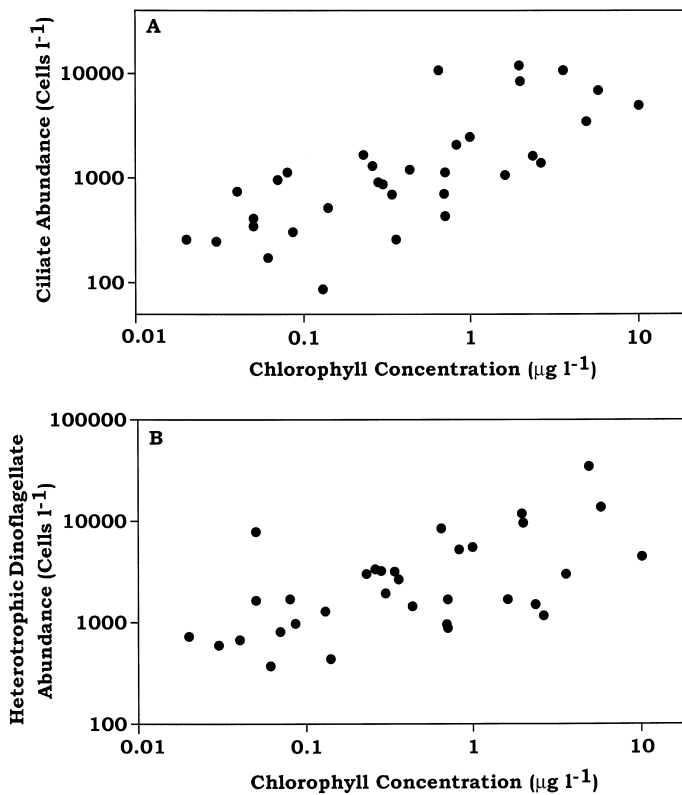 A
Ciliate Abundance (Cells l⁻¹)
10000
1000
100
0.01
0.1
1
10
Chlorophyll Concentration (µg l⁻¹)
B
Heterotrophic Dinoflagellate
Abundance (Cells l⁻¹)
100000
10000
1000
100
0.01
0.1
1
10
Chlorophyll Concentration (µg l⁻¹)